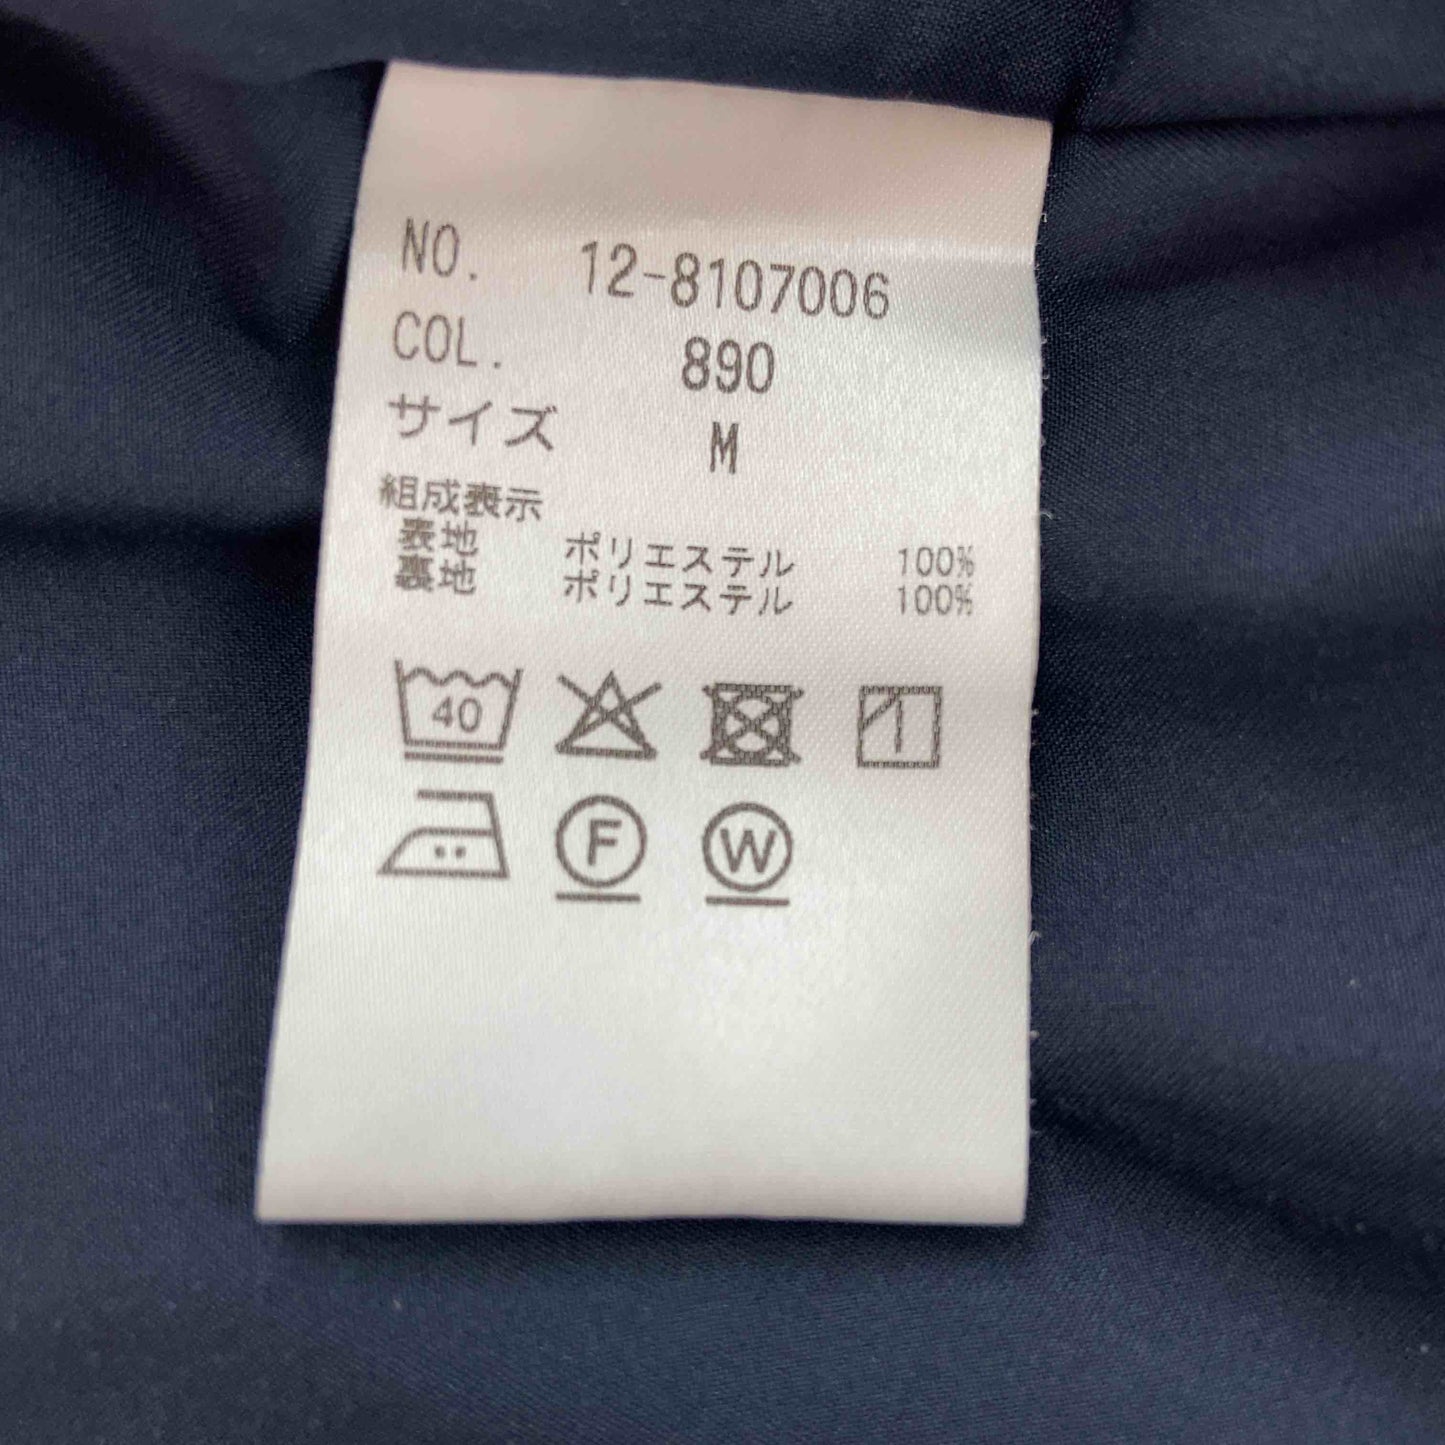 NO. 12-8107006
COL. 890
サイズ M
組成表示
表地 ポリエステル 100%
裏地 ポリエステル 100%
40
F W